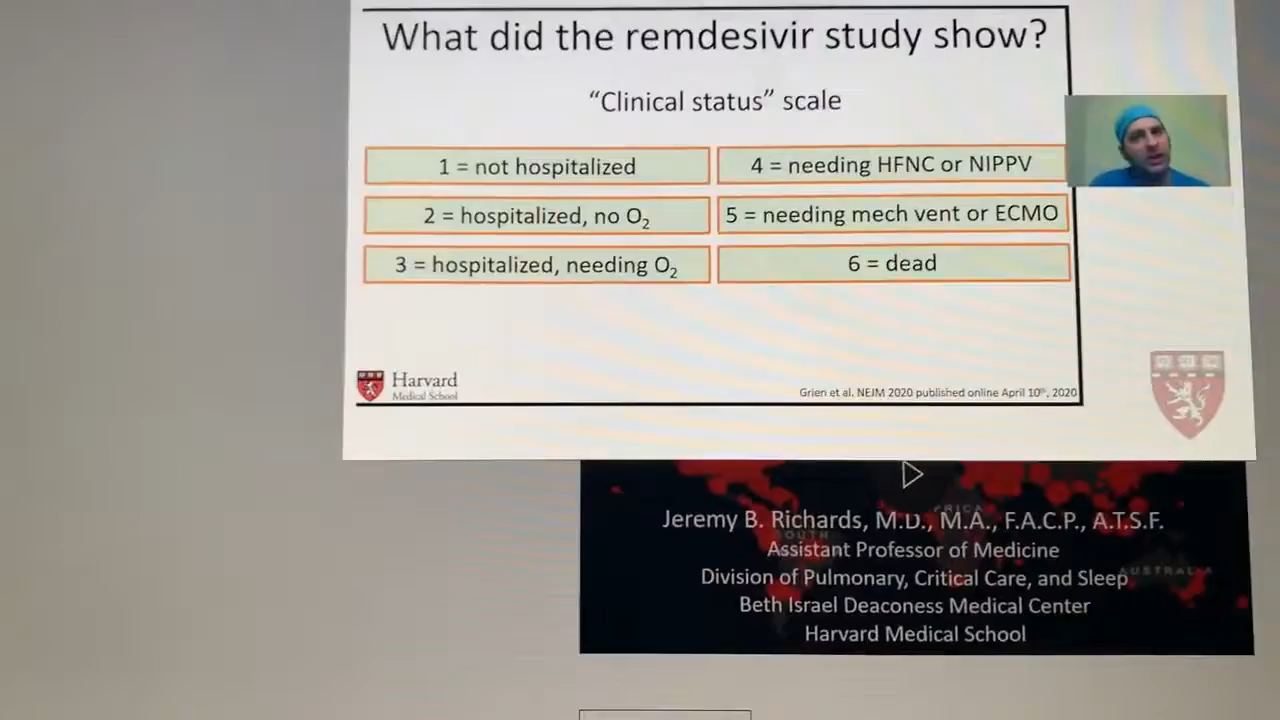 What did the remdesivir study show?
“Clinical status” scale
1 = not hospitalized
4 = needing HFNC or NIPPV
2 = hospitalized, no O₂
5 = needing mech vent or ECMO
3 = hospitalized, needing O₂
6 = dead
Harvard
Medical School
Grien et al. NEJM 2020 published online April 10th, 2020
AFRICA
Jeremy B. Richards, M.D., M.A., F.A.C.P., A.T.S.F.
SOUTH
Assistant Professor of Medicine
AUSTRALIA
Division of Pulmonary, Critical Care, and Sleep
Beth Israel Deaconess Medical Center
Harvard Medical School